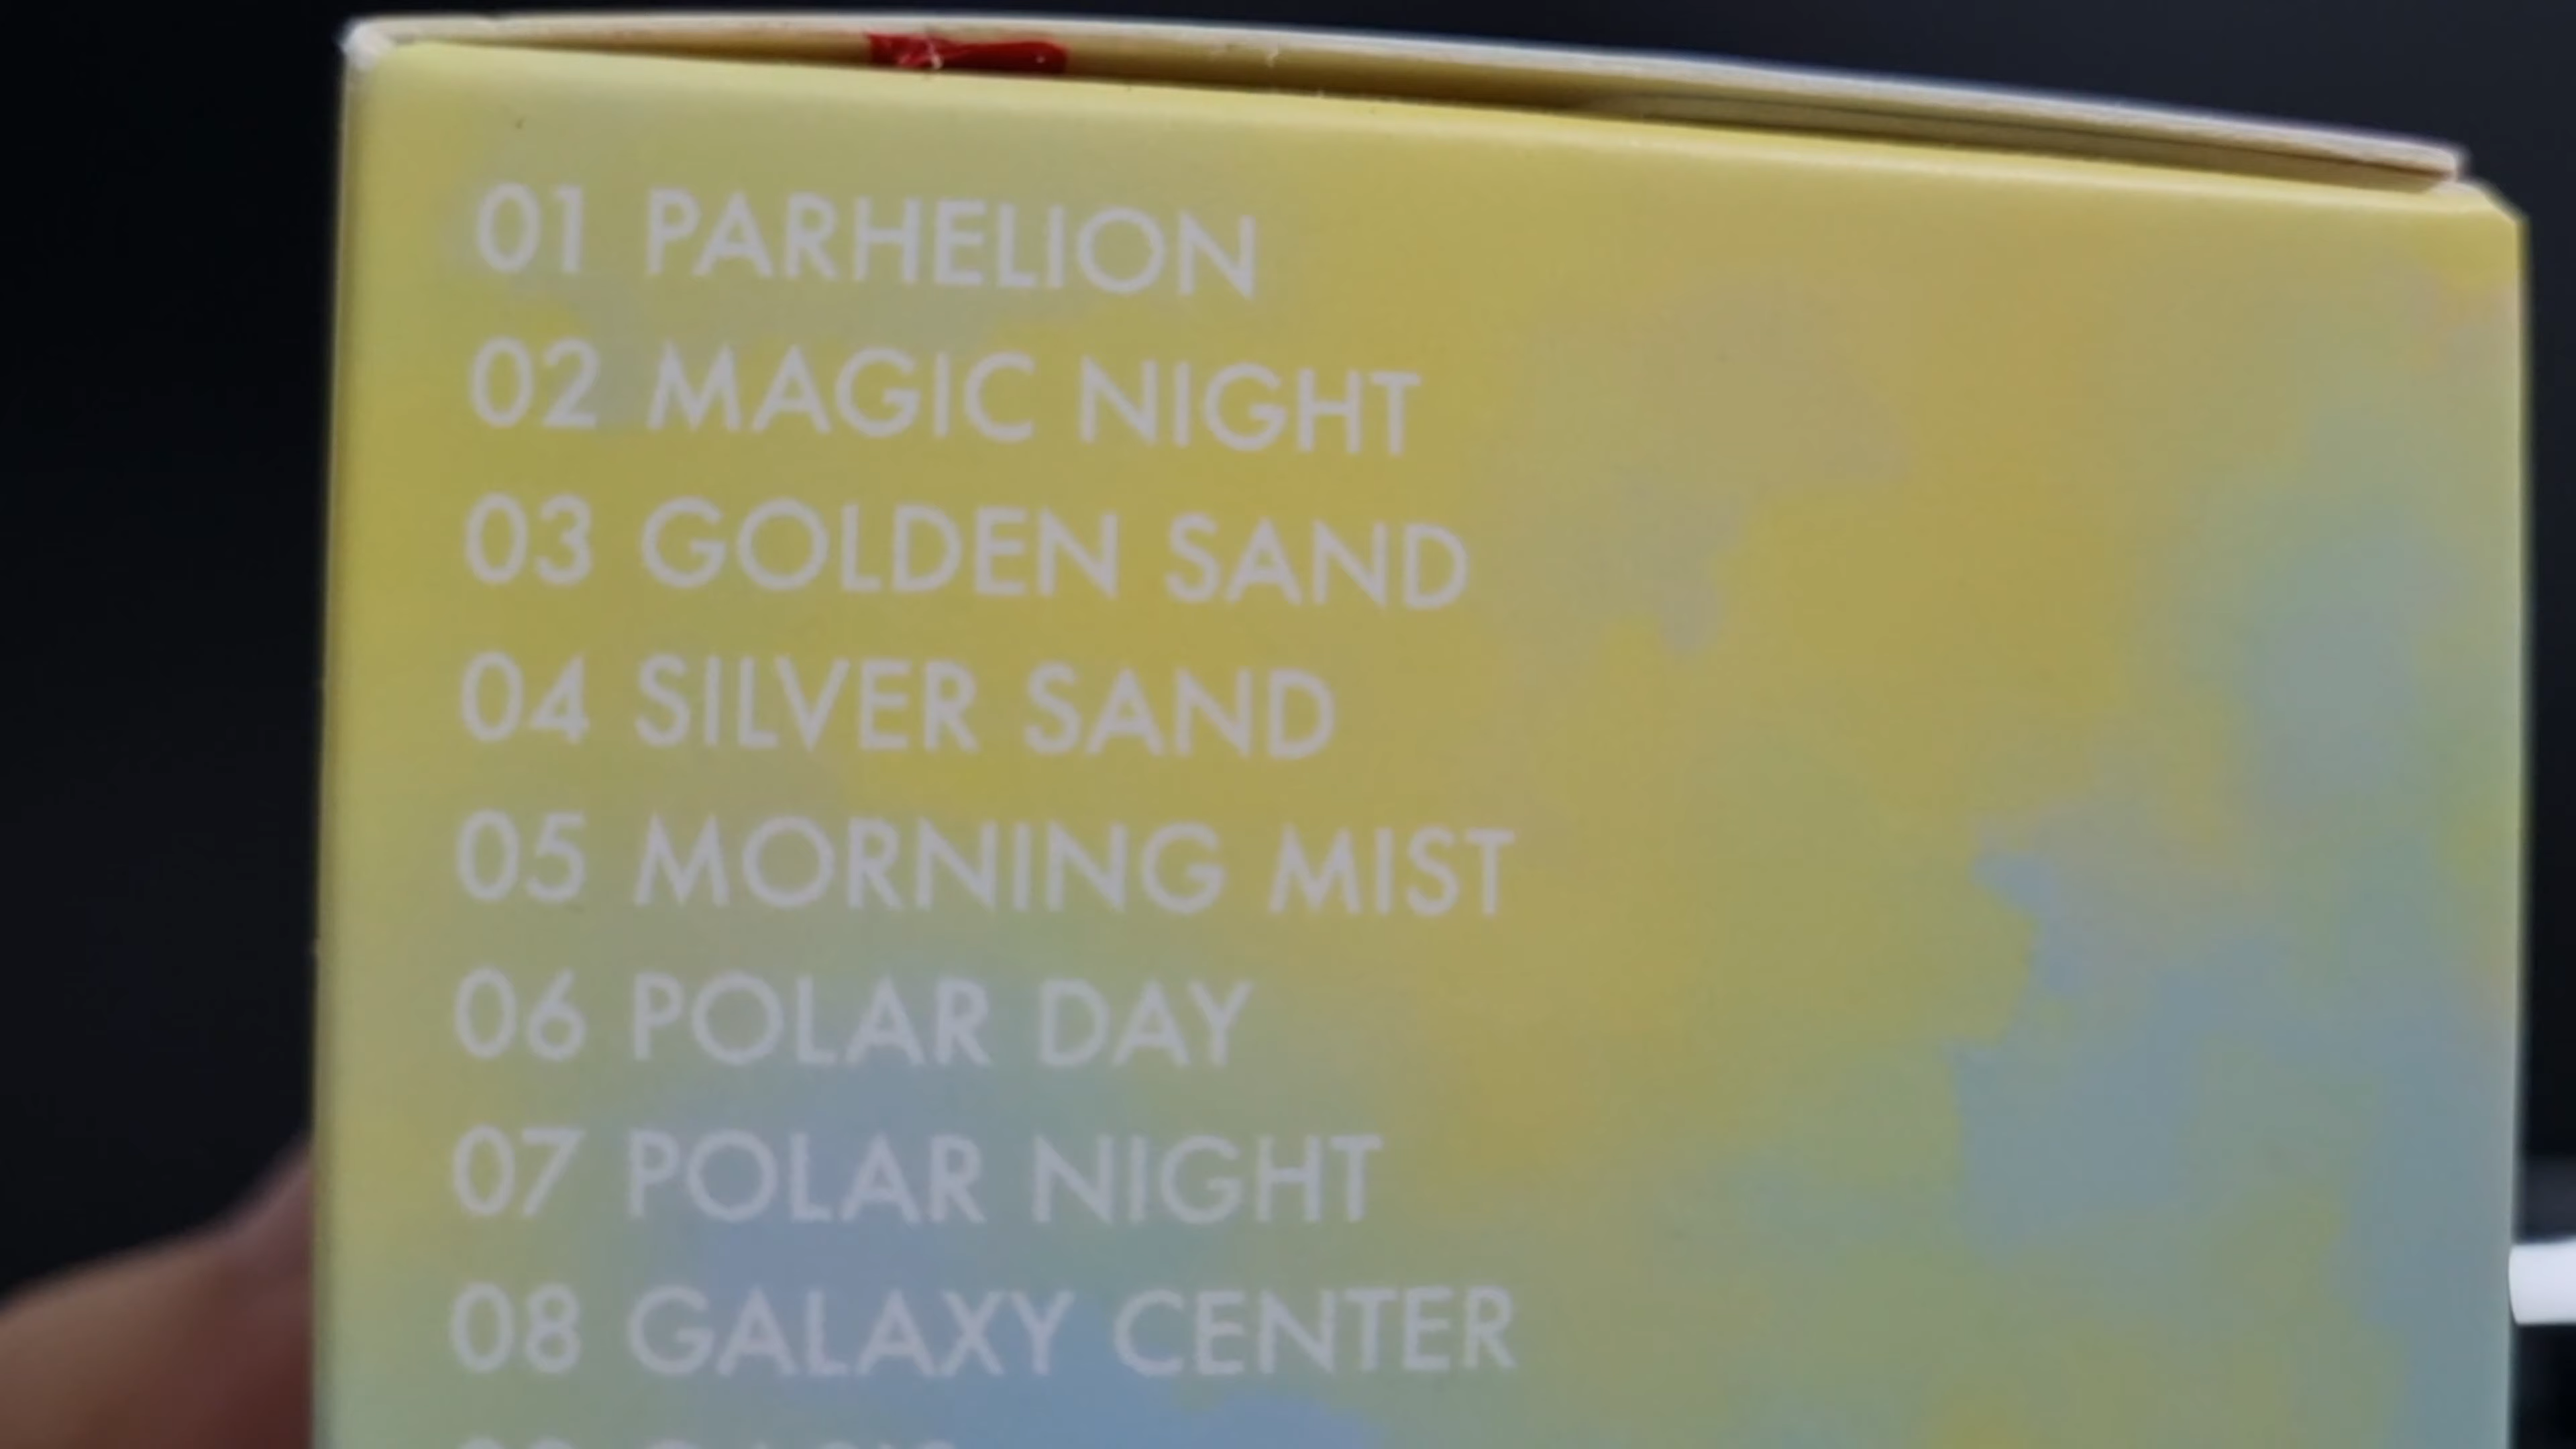 01 PARHELION
02 MAGIC NIGHT
03 GOLDEN SAND
04 SILVER SAND
05 MORNING MIST
06 POLAR DAY
07 POLAR NIGHT
08 GALAXY CENTER